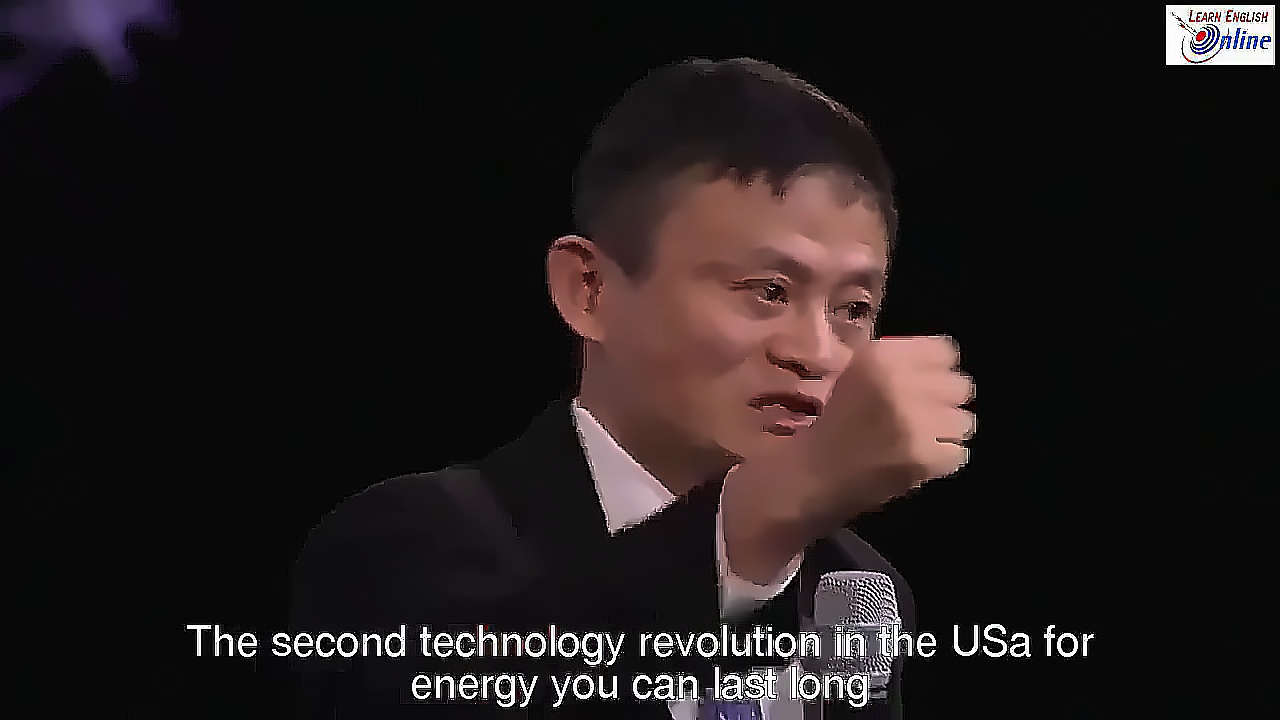 LEARN ENGLISH
Online
The second technology revolution in the USa for
energy you can last long